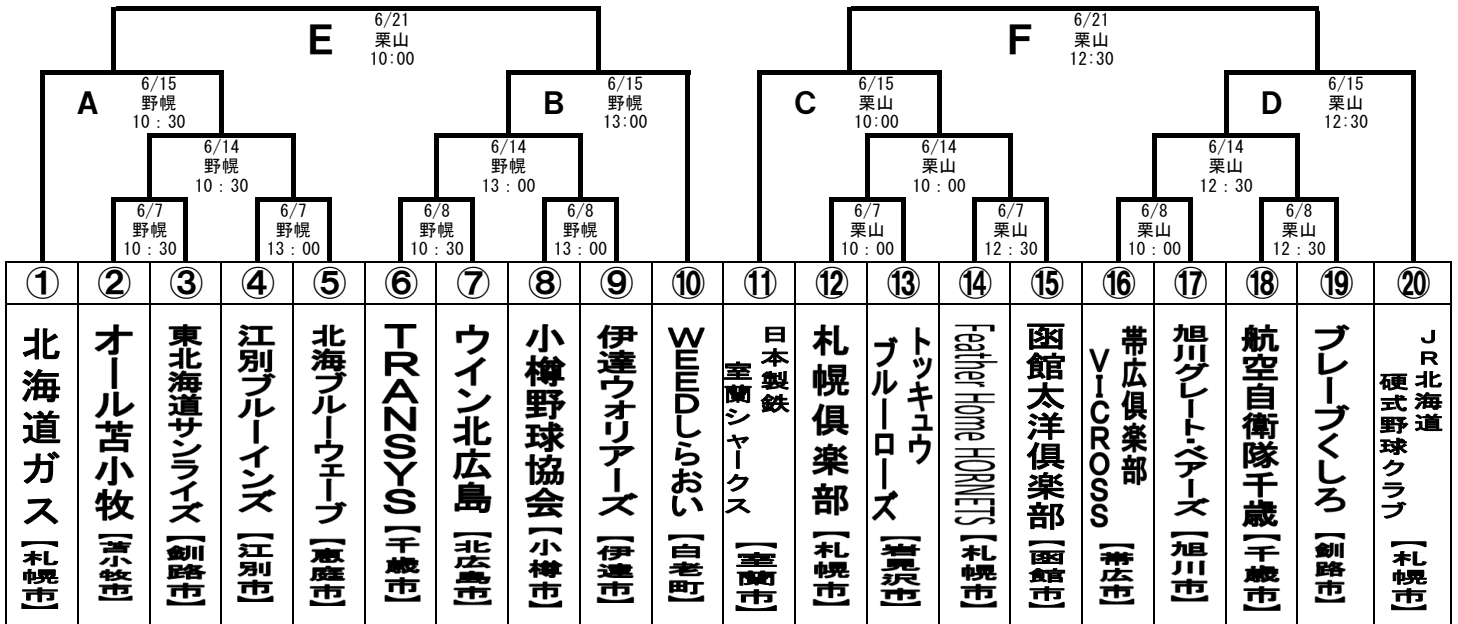 6/21
栗山
10:00
E
6/21
栗山
12:30
F
A
6/15
野幌
10：30
B
6/15
野幌
13:00
C
6/15
栗山
10:00
D
6/15
栗山
12:30
6/14
野幌
10：30
6/14
野幌
13：00
6/14
栗山
10：00
6/14
栗山
12：30
6/7
野幌
10：30
6/7
野幌
13：00
6/8
野幌
10：30
6/8
野幌
13：00
6/7
栗山
10：00
6/7
栗山
12：30
6/8
栗山
10：00
6/8
栗山
12：30
①
北海道ガス【札幌市】
②
オール苫小牧【苫小牧市】
③
東北海道サンライズ【釧路市】
④
江別ブルーインズ【江別市】
⑤
北海ブルーウェーブ【恵庭市】
⑥
TRANSYS【千歳市】
⑦
ウイン北広島【北広島市】
⑧
小樽野球協会【小樽市】
⑨
伊達ウォリアーズ【伊達市】
⑩
WEEDしらおい【白老町】
⑪
日本製鉄
室蘭シャークス
【室蘭市】
⑫
札幌倶楽部【札幌市】
⑬
トッキュウ
ブルーローズ
【岩見沢市】
⑭
Feather Home HORNETS【札幌市】
⑮
函館太洋倶楽部【函館市】
⑯
帯広倶楽部
VICROSS
【帯広市】
⑰
旭川グレート・ベアーズ【旭川市】
⑱
航空自衛隊千歳【千歳市】
⑲
ブレーブくしろ【釧路市】
⑳
JR北海道
硬式野球クラブ
【札幌市】